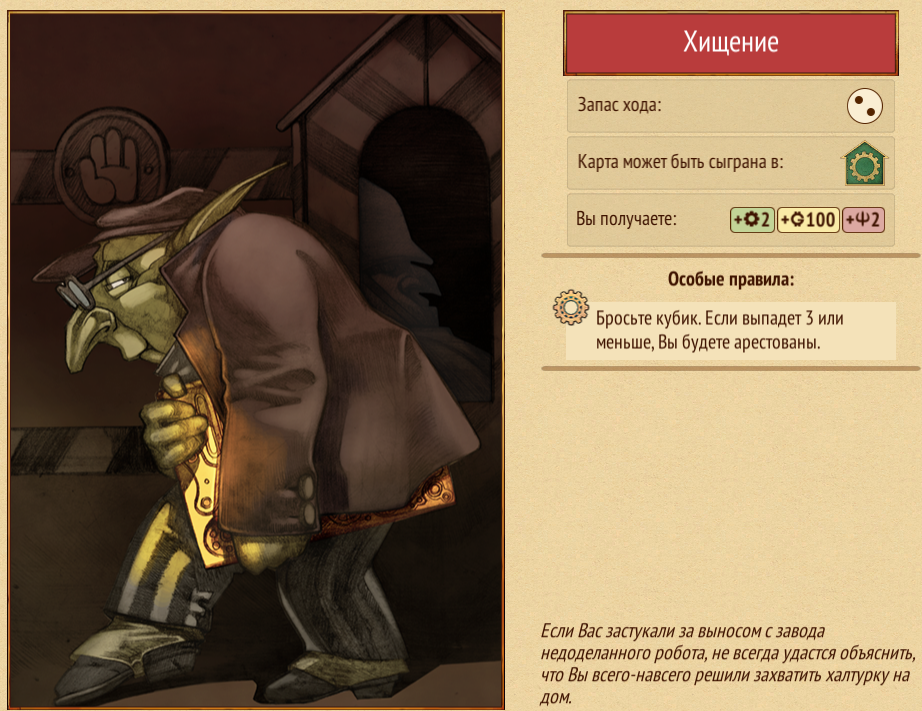 Хищение
Запас хода:
Карта может быть сыграна в:
Вы получаете: +2 +100 +2
Особые правила:
Бросьте кубик. Если выпадет 3 или
меньше, Вы будете арестованы.
Если Вас застукали за выносом с завода
недоделанного робота, не всегда удастся объяснить,
что Вы всего-навсего решили захватить халтурку на
дом.